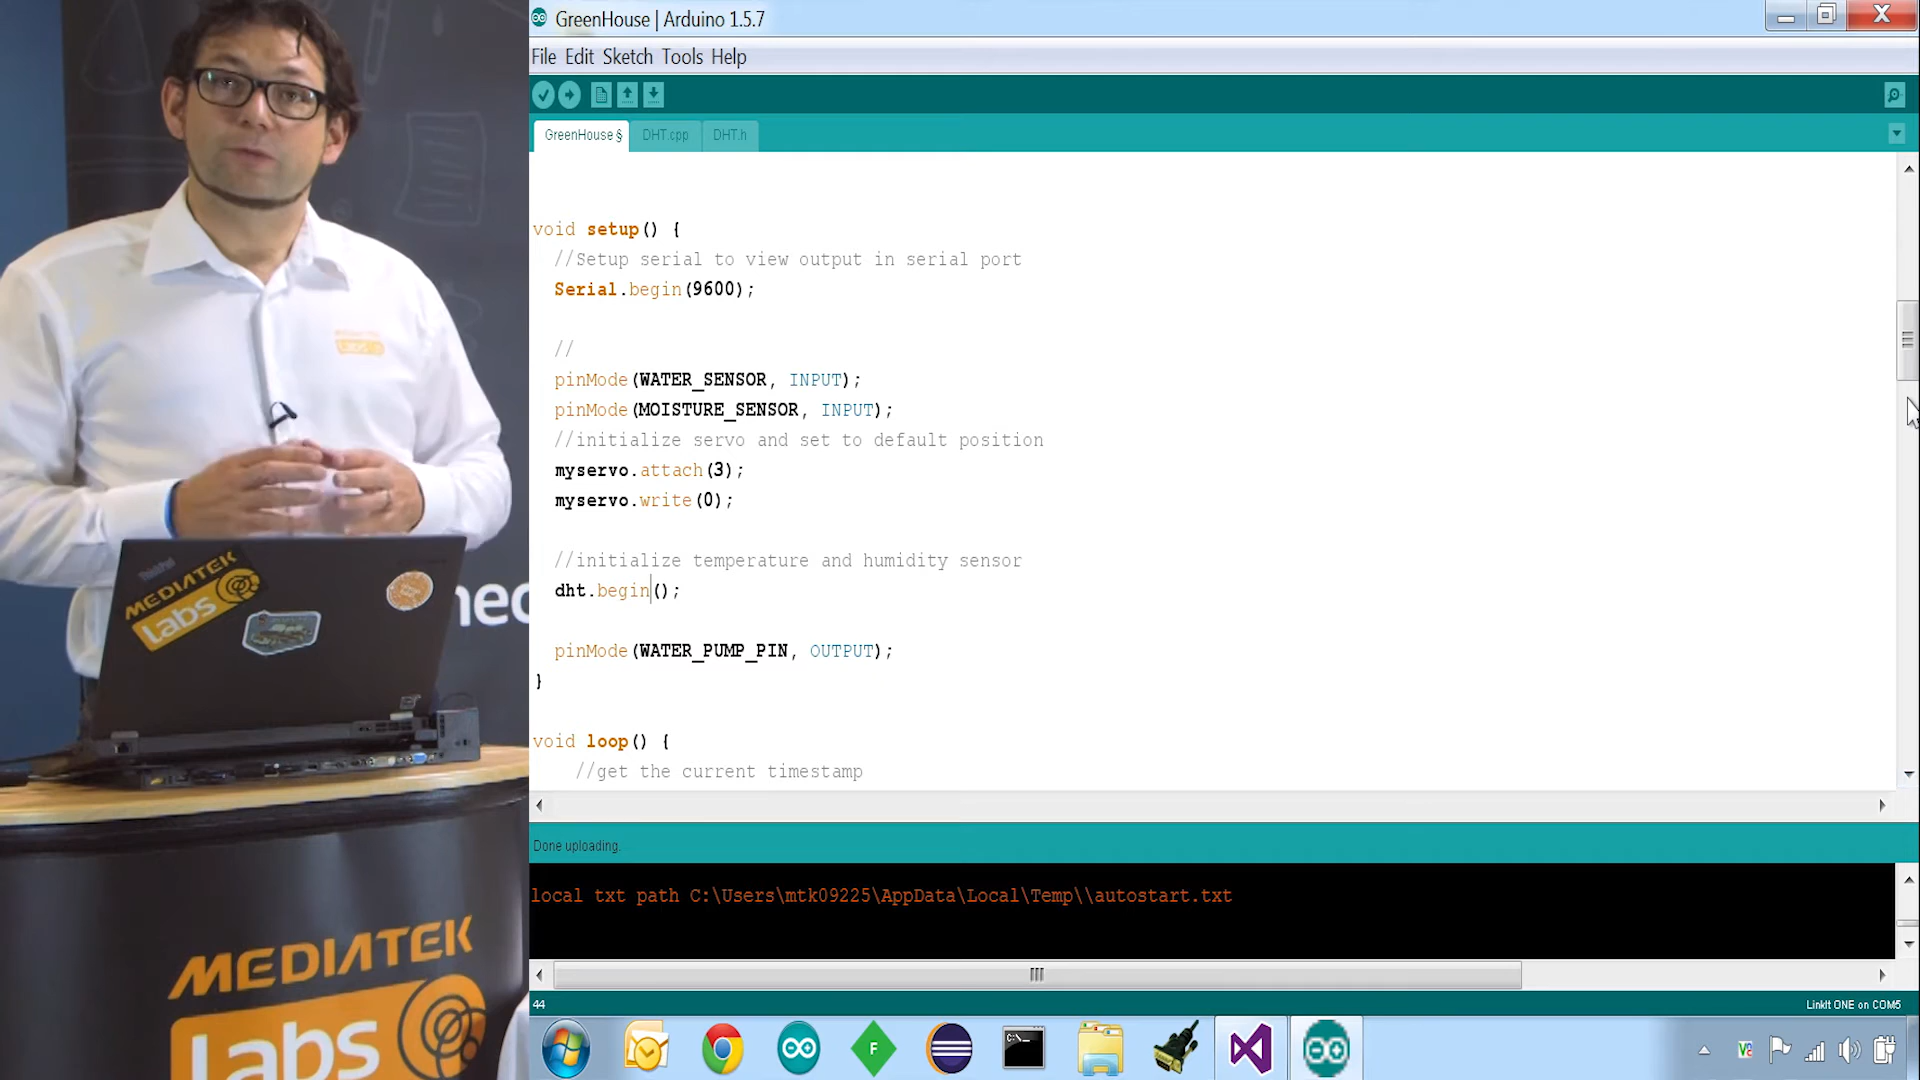 GreenHouse | Arduino 1.5.7
File Edit Sketch Tools Help
GreenHouse § DHT.cpp DHT.h
void setup() {
//Setup serial to view output in serial port
Serial.begin(9600);
//
pinMode(WATER_SENSOR, INPUT);
pinMode(MOISTURE_SENSOR, INPUT);
//initialize servo and set to default position
myservo.attach(3);
myservo.write(0);
//initialize temperature and humidity sensor
dht.begin();
pinMode(WATER_PUMP_PIN, OUTPUT);
}
void loop() {
//get the current timestamp
Done uploading.
local txt path C:\Users\mtk09225\AppData\Local\Temp\\autostart.txt
44
LinkIt ONE on COM5
MEDIATEK
Labs
ThinkPad
MEDIATEK
labs
MEDIATEK
Labs
F
C:\_